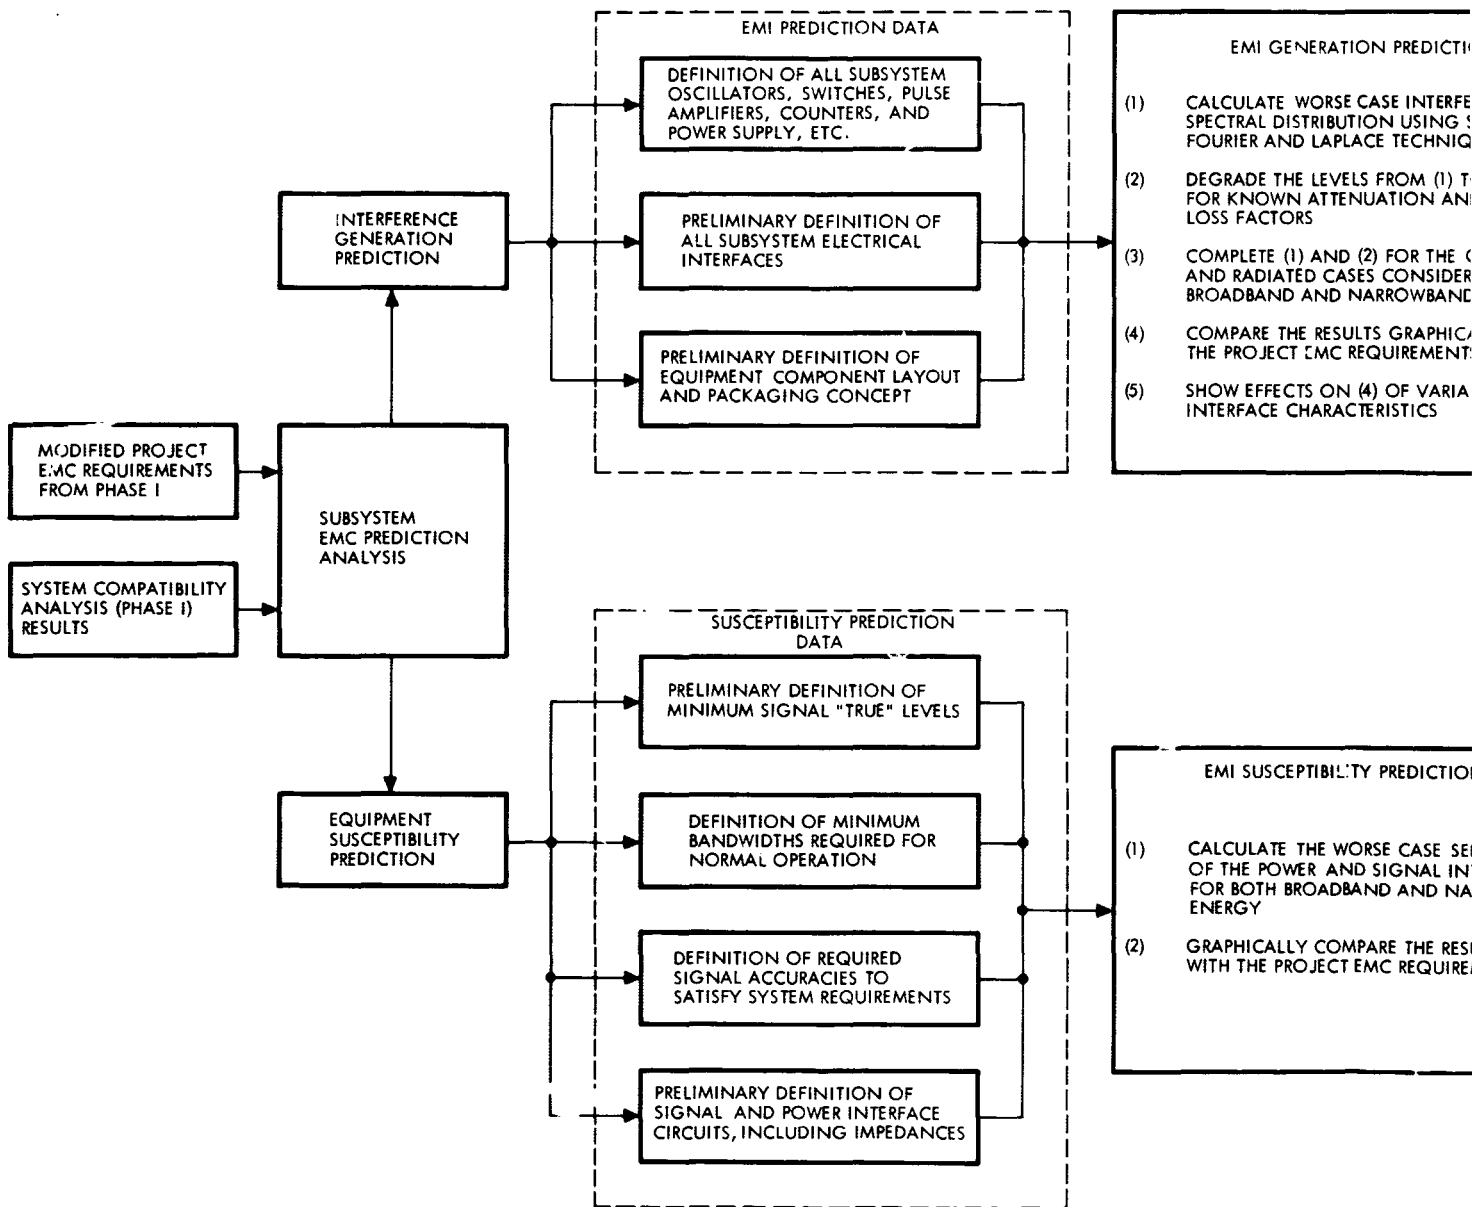 MODIFIED PROJECT
EMC REQUIREMENTS
FROM PHASE I
SYSTEM COMPATIBILITY
ANALYSIS (PHASE I)
RESULTS
SUBSYSTEM
EMC PREDICTION
ANALYSIS
INTERFERENCE
GENERATION
PREDICTION
EMI PREDICTION DATA
DEFINITION OF ALL SUBSYSTEM
OSCILLATORS, SWITCHES, PULSE
AMPLIFIERS, COUNTERS, AND
POWER SUPPLY, ETC.
PRELIMINARY DEFINITION OF
ALL SUBSYSTEM ELECTRICAL
INTERFACES
PRELIMINARY DEFINITION OF
EQUIPMENT COMPONENT LAYOUT
AND PACKAGING CONCEPT
EMI GENERATION
(1) CALCULATE WORSE CASE
SPECTRAL DISTRIBUTION USING
FOURIER AND LAPLACE
(2) DEGRADE THE LEVELS FROM (1)
FOR KNOWN ATTENUATION
LOSS FACTORS
(3) COMPLETE (1) AND (2) FOR THE
AND RADIATED CASES
BROADBAND AND NARROWBAND
(4) COMPARE THE RESULTS
THE PROJECT EMC
(5) SHOW EFFECTS ON (4) OF
INTERFACE CHARACTERISTICS
EQUIPMENT
SUSCEPTIBILITY
PREDICTION
SUSCEPTIBILITY PREDICTION
DATA
PRELIMINARY DEFINITION OF
MINIMUM SIGNAL "TRUE" LEVELS
DEFINITION OF MINIMUM
BANDWIDTHS REQUIRED FOR
NORMAL OPERATION
DEFINITION OF REQUIRED
SIGNAL ACCURACIES TO
SATISFY SYSTEM REQUIREMENTS
PRELIMINARY DEFINITION OF
SIGNAL AND POWER INTERFACE
CIRCUITS, INCLUDING IMPEDANCES
EMI SUSCEPTIBILITY
(1) CALCULATE THE WORSE CASE
OF THE POWER AND SIGNAL
FOR BOTH BROADBAND AND
ENERGY
(2) GRAPHICALLY COMPARE THE
WITH THE PROJECT EMC